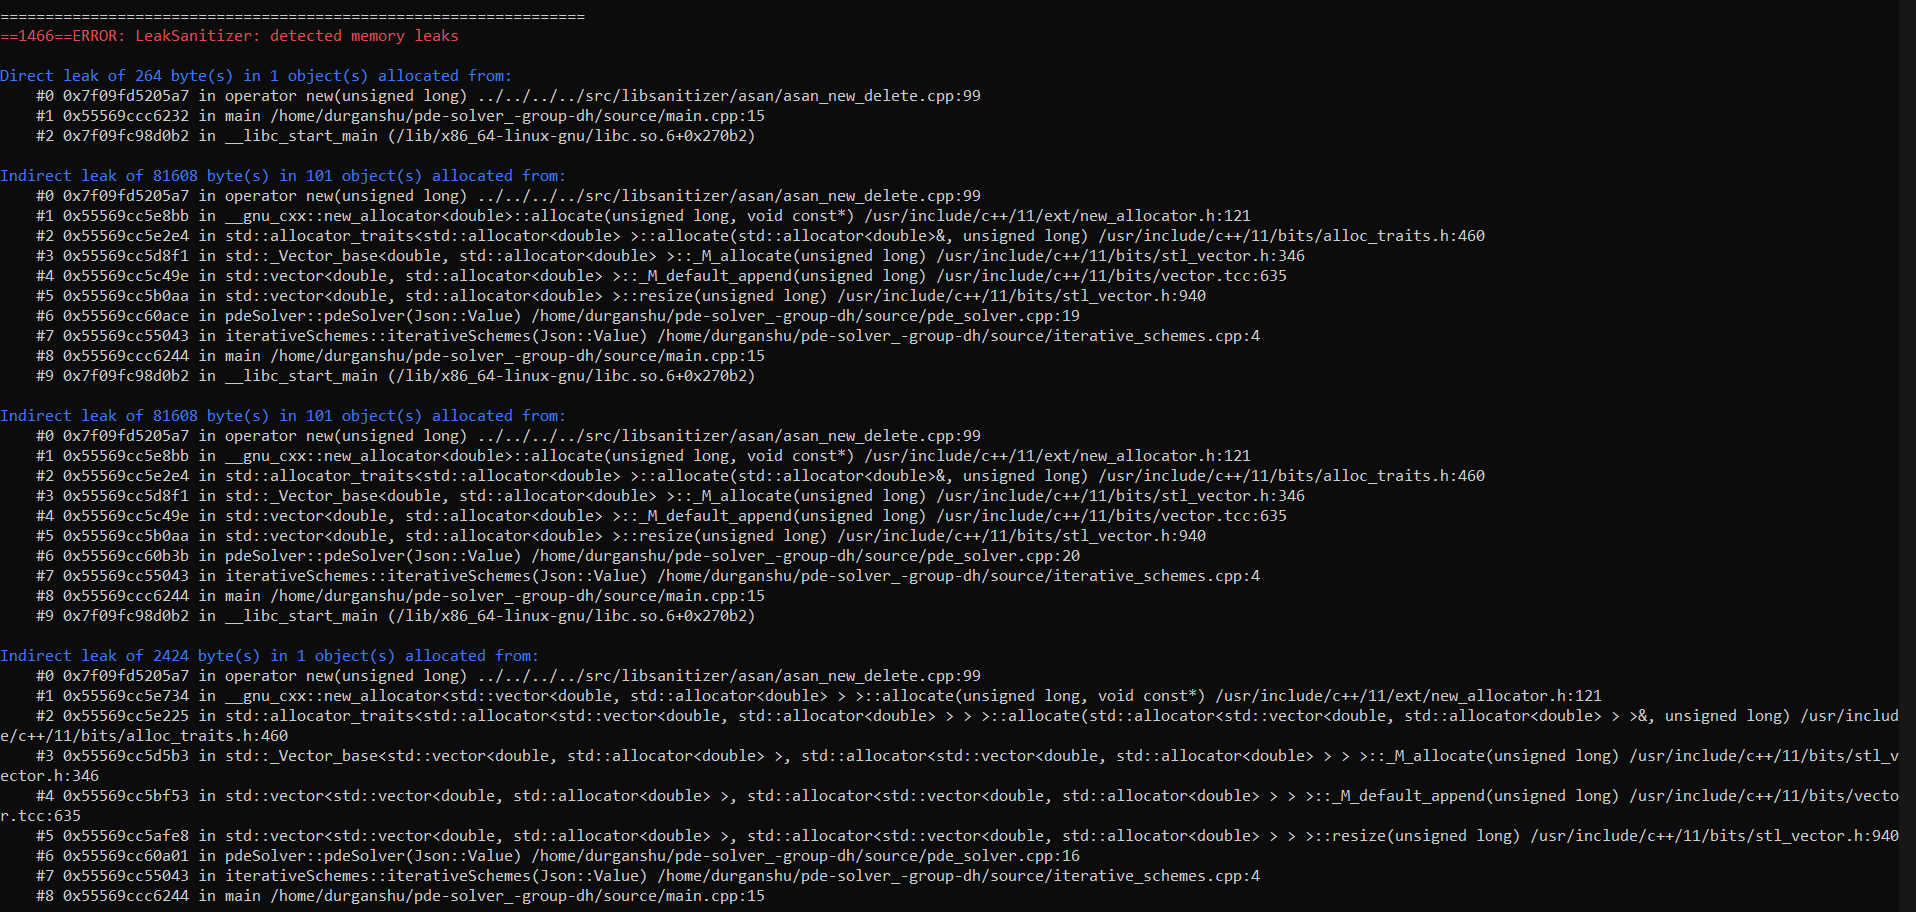 =================================================================
==1466==ERROR: LeakSanitizer: detected memory leaks

Direct leak of 264 byte(s) in 1 object(s) allocated from:
    #0 0x7f09fd5205a7 in operator new(unsigned long) ../../../../src/libsanitizer/asan/asan_new_delete.cpp:99
    #1 0x55569ccc6232 in main /home/durganshu/pde-solver_-group-dh/source/main.cpp:15
    #2 0x7f09fc98d0b2 in __libc_start_main (/lib/x86_64-linux-gnu/libc.so.6+0x270b2)

Indirect leak of 81608 byte(s) in 101 object(s) allocated from:
    #0 0x7f09fd5205a7 in operator new(unsigned long) ../../../../src/libsanitizer/asan/asan_new_delete.cpp:99
    #1 0x55569cc5e8bb in __gnu_cxx::new_allocator<double>::allocate(unsigned long, void const*) /usr/include/c++/11/ext/new_allocator.h:121
    #2 0x55569cc5e2e4 in std::allocator_traits<std::allocator<double> >::allocate(std::allocator<double>&, unsigned long) /usr/include/c++/11/bits/alloc_traits.h:460
    #3 0x55569cc5d8f1 in std::_Vector_base<double, std::allocator<double> >::_M_allocate(unsigned long) /usr/include/c++/11/bits/stl_vector.h:346
    #4 0x55569cc5c49e in std::vector<double, std::allocator<double> >::_M_default_append(unsigned long) /usr/include/c++/11/bits/vector.tcc:635
    #5 0x55569cc5b0aa in std::vector<double, std::allocator<double> >::resize(unsigned long) /usr/include/c++/11/bits/stl_vector.h:940
    #6 0x55569cc60ace in pdeSolver::pdeSolver(Json::Value) /home/durganshu/pde-solver_-group-dh/source/pde_solver.cpp:19
    #7 0x55569cc55043 in iterativeSchemes::iterativeSchemes(Json::Value) /home/durganshu/pde-solver_-group-dh/source/iterative_schemes.cpp:4
    #8 0x55569ccc6244 in main /home/durganshu/pde-solver_-group-dh/source/main.cpp:15
    #9 0x7f09fc98d0b2 in __libc_start_main (/lib/x86_64-linux-gnu/libc.so.6+0x270b2)

Indirect leak of 81608 byte(s) in 101 object(s) allocated from:
    #0 0x7f09fd5205a7 in operator new(unsigned long) ../../../../src/libsanitizer/asan/asan_new_delete.cpp:99
    #1 0x55569cc5e8bb in __gnu_cxx::new_allocator<double>::allocate(unsigned long, void const*) /usr/include/c++/11/ext/new_allocator.h:121
    #2 0x55569cc5e2e4 in std::allocator_traits<std::allocator<double> >::allocate(std::allocator<double>&, unsigned long) /usr/include/c++/11/bits/alloc_traits.h:460
    #3 0x55569cc5d8f1 in std::_Vector_base<double, std::allocator<double> >::_M_allocate(unsigned long) /usr/include/c++/11/bits/stl_vector.h:346
    #4 0x55569cc5c49e in std::vector<double, std::allocator<double> >::_M_default_append(unsigned long) /usr/include/c++/11/bits/vector.tcc:635
    #5 0x55569cc5b0aa in std::vector<double, std::allocator<double> >::resize(unsigned long) /usr/include/c++/11/bits/stl_vector.h:940
    #6 0x55569cc60b3b in pdeSolver::pdeSolver(Json::Value) /home/durganshu/pde-solver_-group-dh/source/pde_solver.cpp:20
    #7 0x55569cc55043 in iterativeSchemes::iterativeSchemes(Json::Value) /home/durganshu/pde-solver_-group-dh/source/iterative_schemes.cpp:4
    #8 0x55569ccc6244 in main /home/durganshu/pde-solver_-group-dh/source/main.cpp:15
    #9 0x7f09fc98d0b2 in __libc_start_main (/lib/x86_64-linux-gnu/libc.so.6+0x270b2)

Indirect leak of 2424 byte(s) in 1 object(s) allocated from:
    #0 0x7f09fd5205a7 in operator new(unsigned long) ../../../../src/libsanitizer/asan/asan_new_delete.cpp:99
    #1 0x55569cc5e734 in __gnu_cxx::new_allocator<std::vector<double, std::allocator<double> > >::allocate(unsigned long, void const*) /usr/include/c++/11/ext/new_allocator.h:121
    #2 0x55569cc5e225 in std::allocator_traits<std::allocator<std::vector<double, std::allocator<double> > > >::allocate(std::allocator<std::vector<double, std::allocator<double> > >&, unsigned long) /usr/includ
e/c++/11/bits/alloc_traits.h:460
    #3 0x55569cc5d5b3 in std::_Vector_base<std::vector<double, std::allocator<double> >, std::allocator<std::vector<double, std::allocator<double> > > >::_M_allocate(unsigned long) /usr/include/c++/11/bits/stl_v
ector.h:346
    #4 0x55569cc5bf53 in std::vector<std::vector<double, std::allocator<double> >, std::allocator<std::vector<double, std::allocator<double> > > >::_M_default_append(unsigned long) /usr/include/c++/11/bits/vecto
r.tcc:635
    #5 0x55569cc5afe8 in std::vector<std::vector<double, std::allocator<double> >, std::allocator<std::vector<double, std::allocator<double> > > >::resize(unsigned long) /usr/include/c++/11/bits/stl_vector.h:940
    #6 0x55569cc60a01 in pdeSolver::pdeSolver(Json::Value) /home/durganshu/pde-solver_-group-dh/source/pde_solver.cpp:16
    #7 0x55569cc55043 in iterativeSchemes::iterativeSchemes(Json::Value) /home/durganshu/pde-solver_-group-dh/source/iterative_schemes.cpp:4
    #8 0x55569ccc6244 in main /home/durganshu/pde-solver_-group-dh/source/main.cpp:15